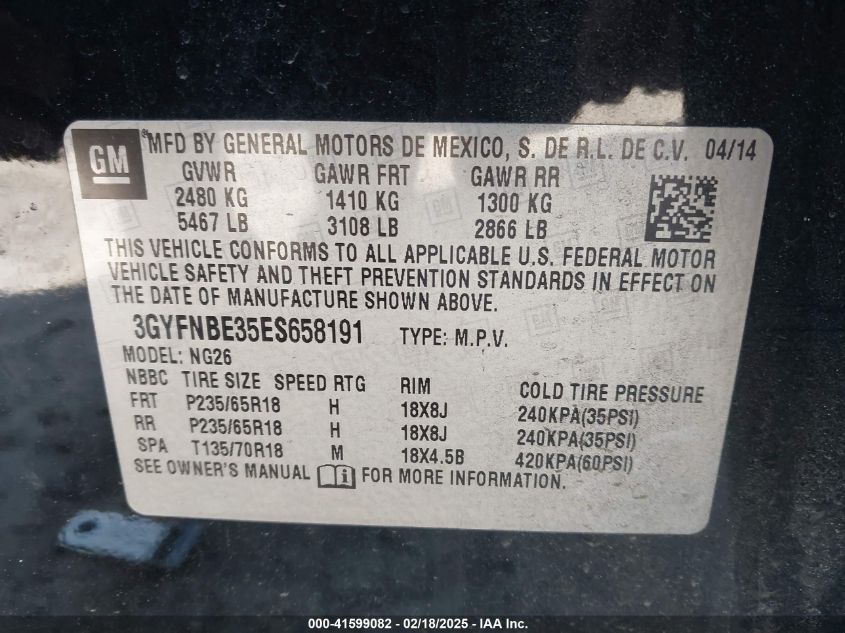 GM
®MFD BY GENERAL MOTORS DE MEXICO, S. DE R.L. DE C.V. 04/14
GVWR GAWR FRT GAWR RR
2480 KG 1410 KG 1300 KG
5467 LB 3108 LB 2866 LB
THIS VEHICLE CONFORMS TO ALL APPLICABLE U.S. FEDERAL MOTOR
VEHICLE SAFETY AND THEFT PREVENTION STANDARDS IN EFFECT ON
THE DATE OF MANUFACTURE SHOWN ABOVE.
3GYFNBE35ES658191 TYPE: M.P.V.
MODEL: NG26
NBBC TIRE SIZE SPEED RTG RIM COLD TIRE PRESSURE
FRT P235/65R18 H 18X8J 240KPA(35PSI)
RR P235/65R18 H 18X8J 240KPA(35PSI)
SPA T135/70R18 M 18X4.5B 420KPA(60PSI)
SEE OWNER'S MANUAL FOR MORE INFORMATION.
000-41599082 - 02/18/2025 - IAA Inc.